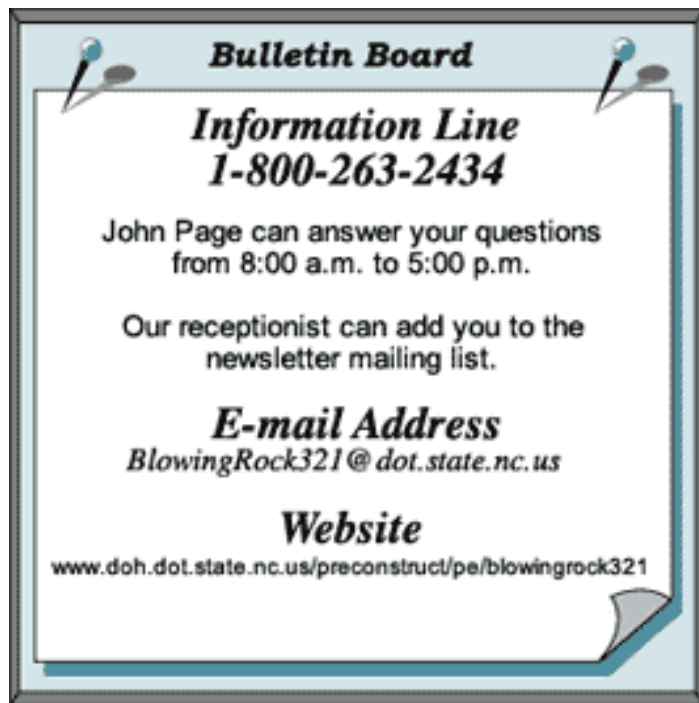 Bulletin Board
Information Line
1-800-263-2434
John Page can answer your questions
from 8:00 a.m. to 5:00 p.m.
Our receptionist can add you to the
newsletter mailing list.
E-mail Address
BlowingRock321@dot.state.nc.us
Website
www.doh.dot.state.nc.us/preconstruct/pe/blowingrock321